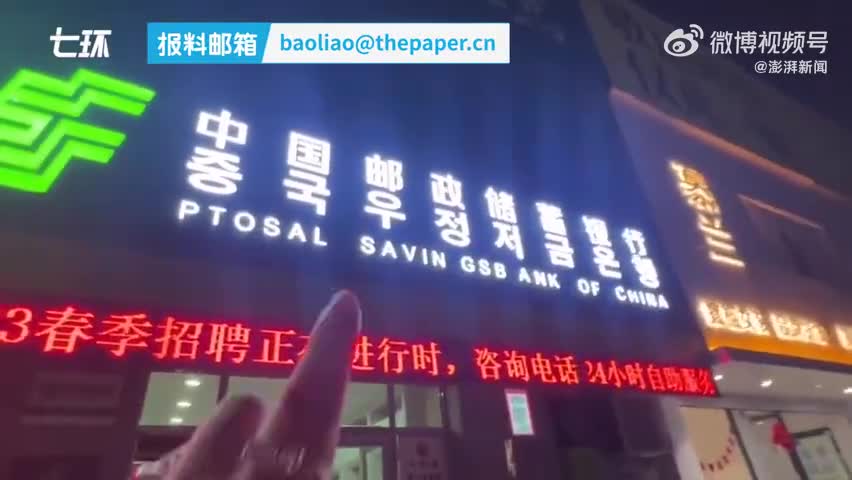 七环
报料邮箱
baoliao@thepaper.cn
微博视频号
@澎湃新闻
中国邮政储蓄银行
중국우정저금은행
PTOSAL SAVIN GSB ANK OF CHINA
3春季招聘正在进行时，咨询电话 24小时自助服务